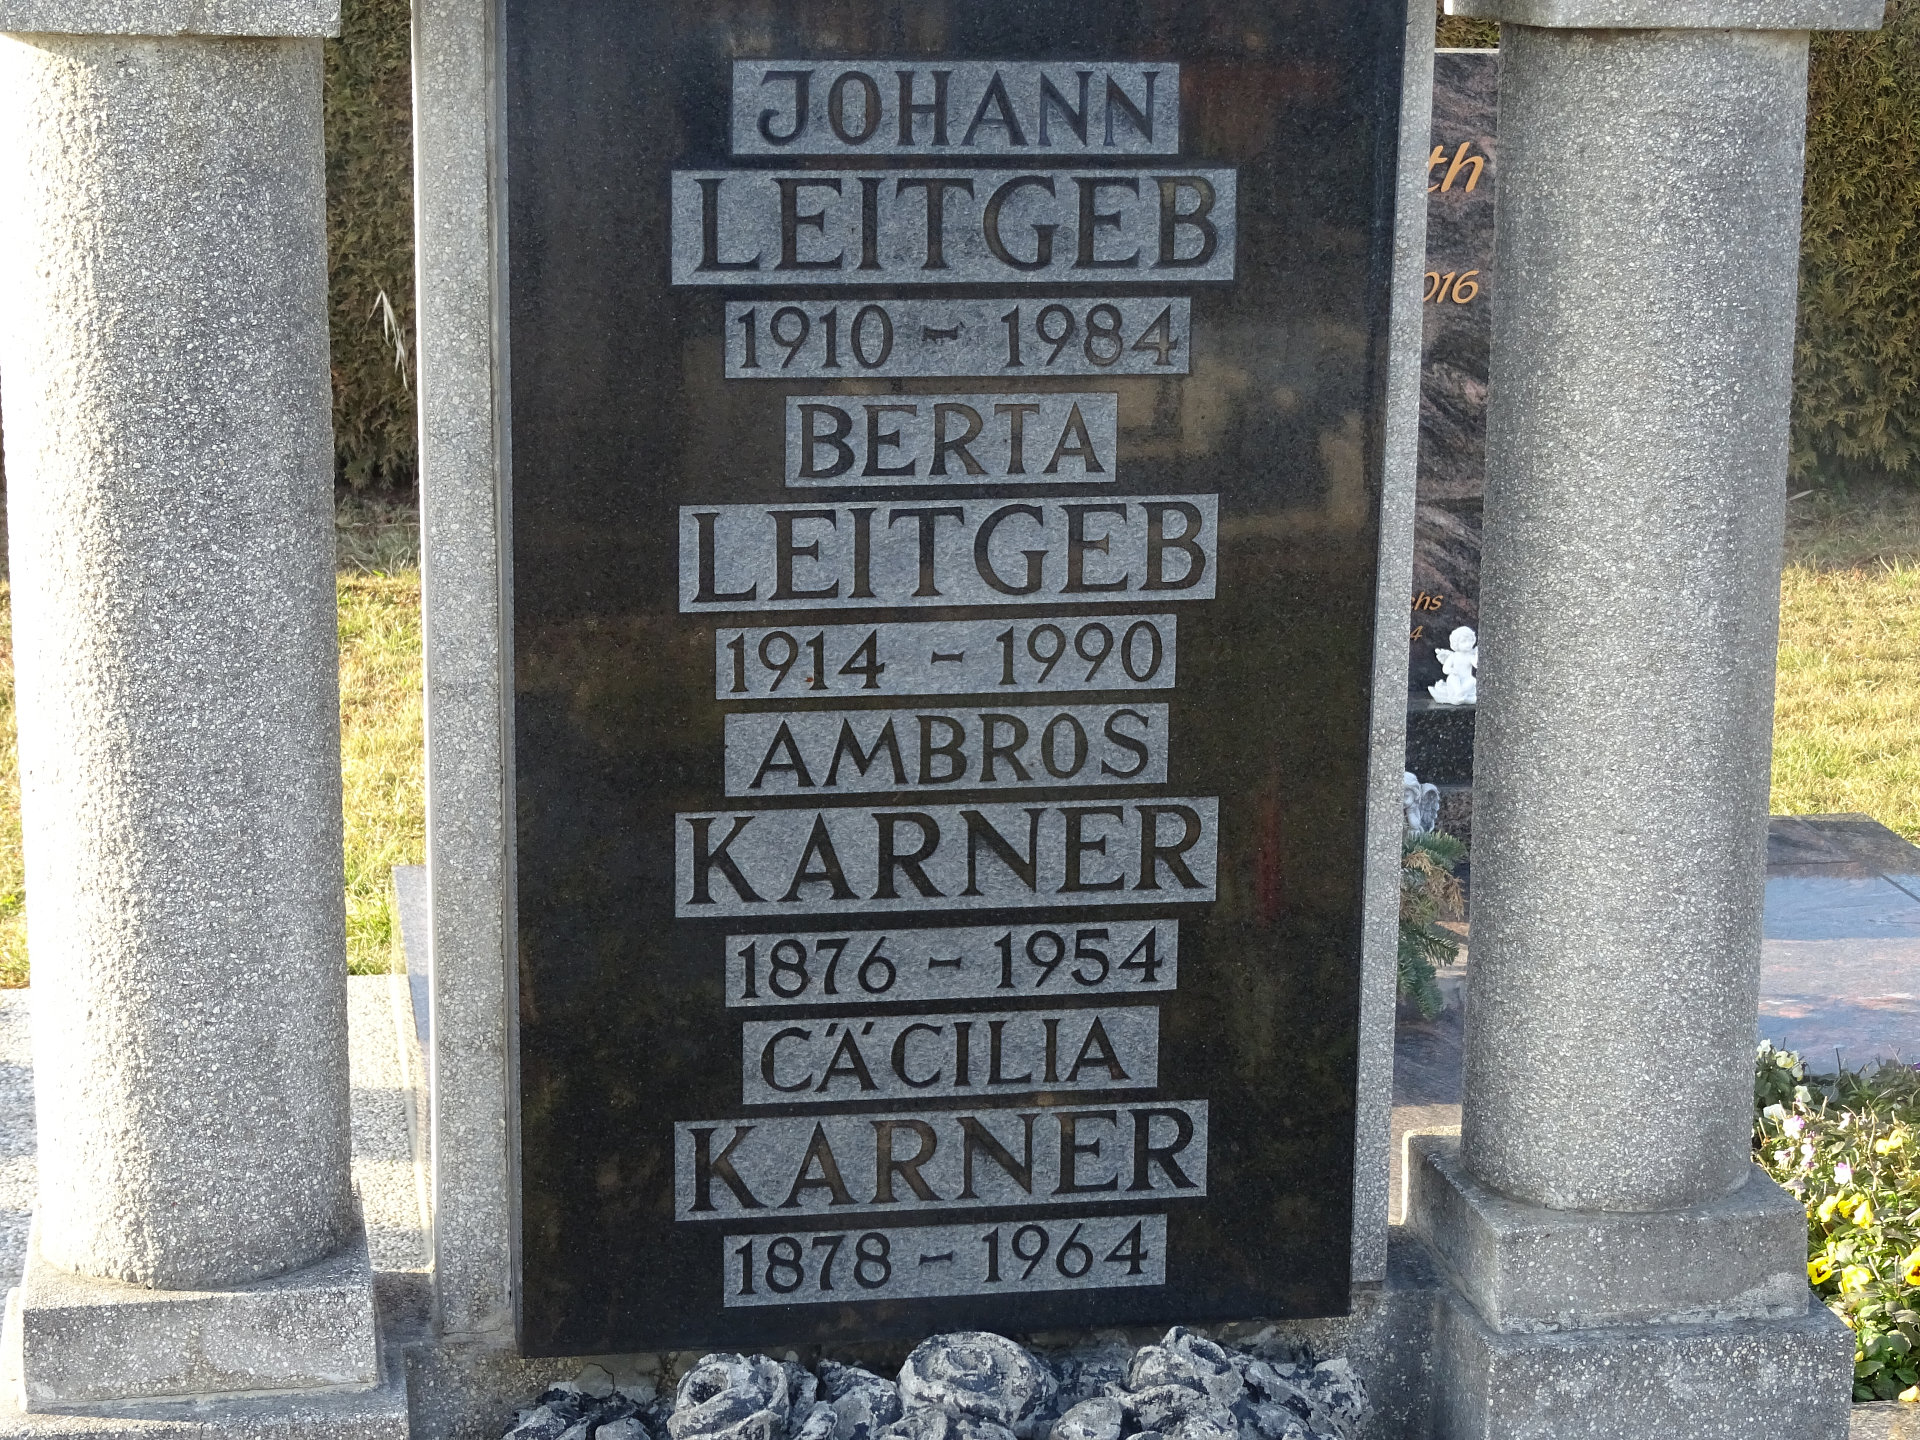 JOHANN
LEITGEB
1910 - 1984
BERTA
LEITGEB
1914 - 1990
AMBROS
KARNER
1876 - 1954
CÄCILIA
KARNER
1878 - 1964